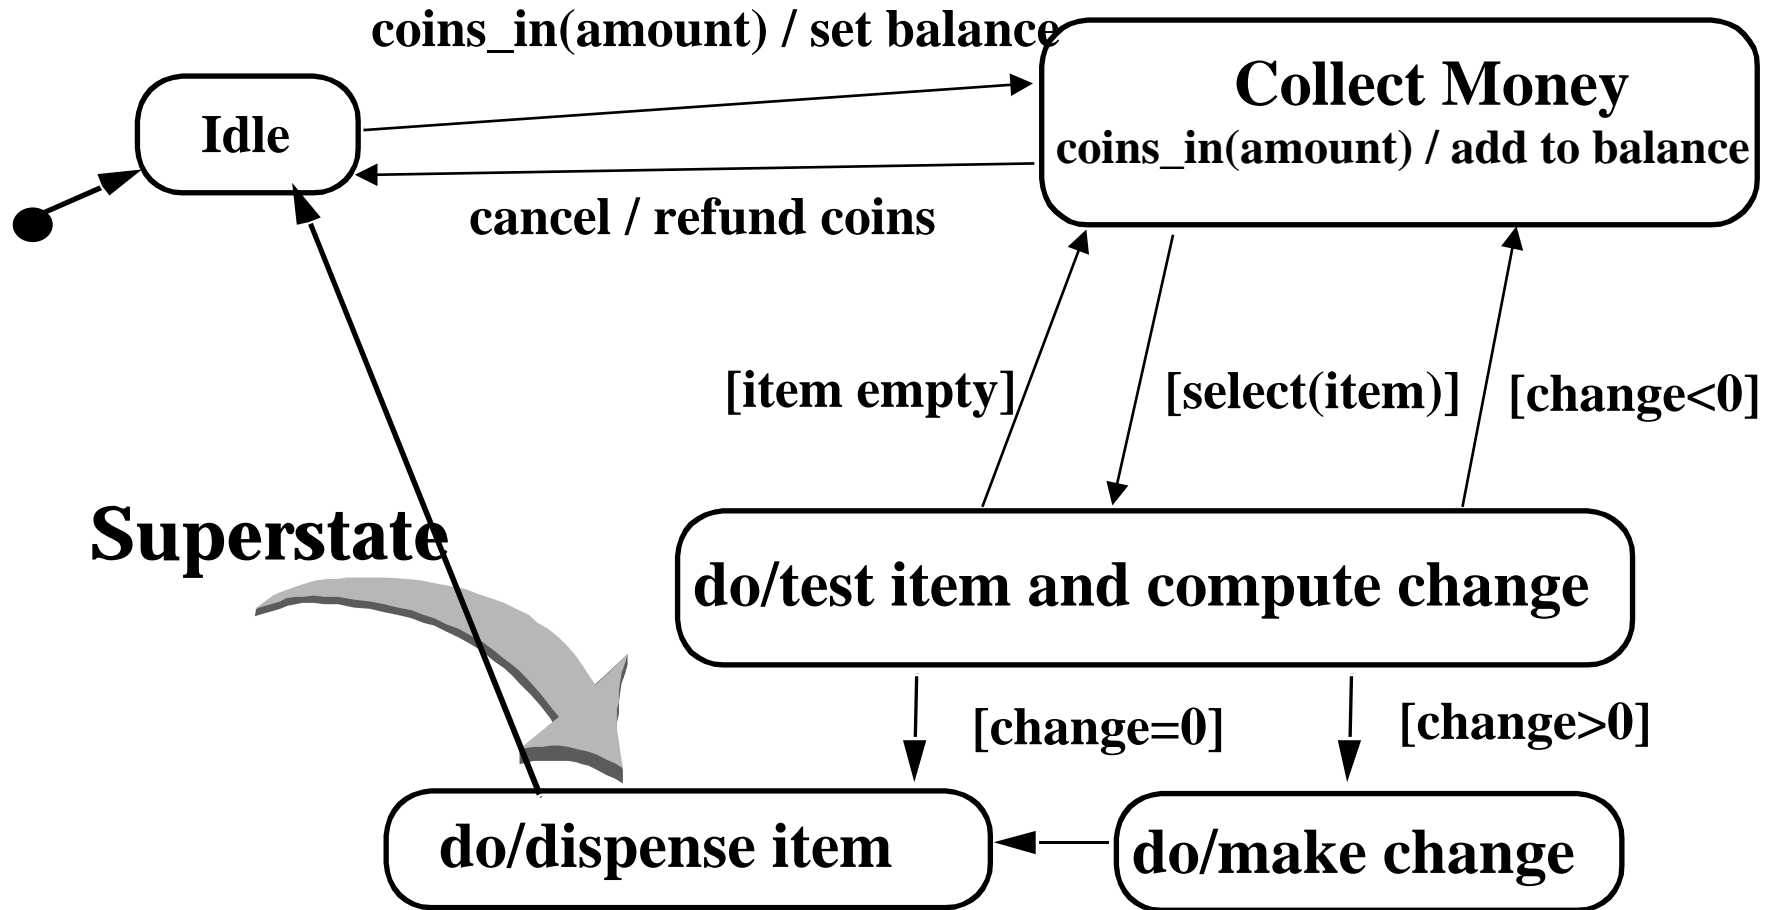 coins_in(amount) / set balance
Collect Money
Idle
coins_in(amount) / add to balance
cancel / refund coins
[item empty]
[select(item)]
[change<0]
Superstate
do/test item and compute change
[change=0]
[change>0]
do/dispense item
do/make change